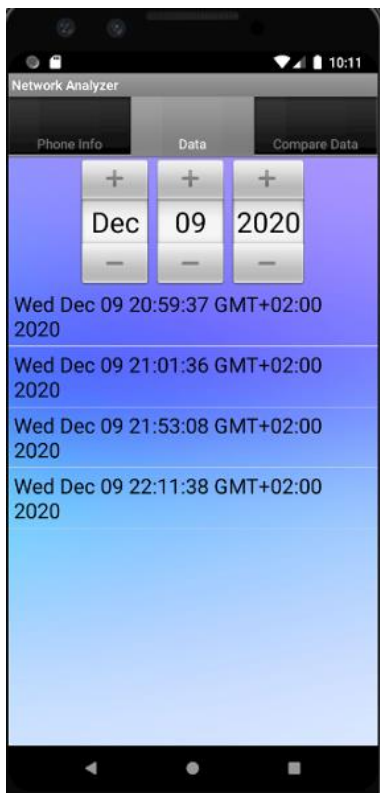 10:11
Network Analyzer
Phone Info Data Compare Data
+ + +
Dec 09 2020
− − −
Wed Dec 09 20:59:37 GMT+02:00
2020
Wed Dec 09 21:01:36 GMT+02:00
2020
Wed Dec 09 21:53:08 GMT+02:00
2020
Wed Dec 09 22:11:38 GMT+02:00
2020